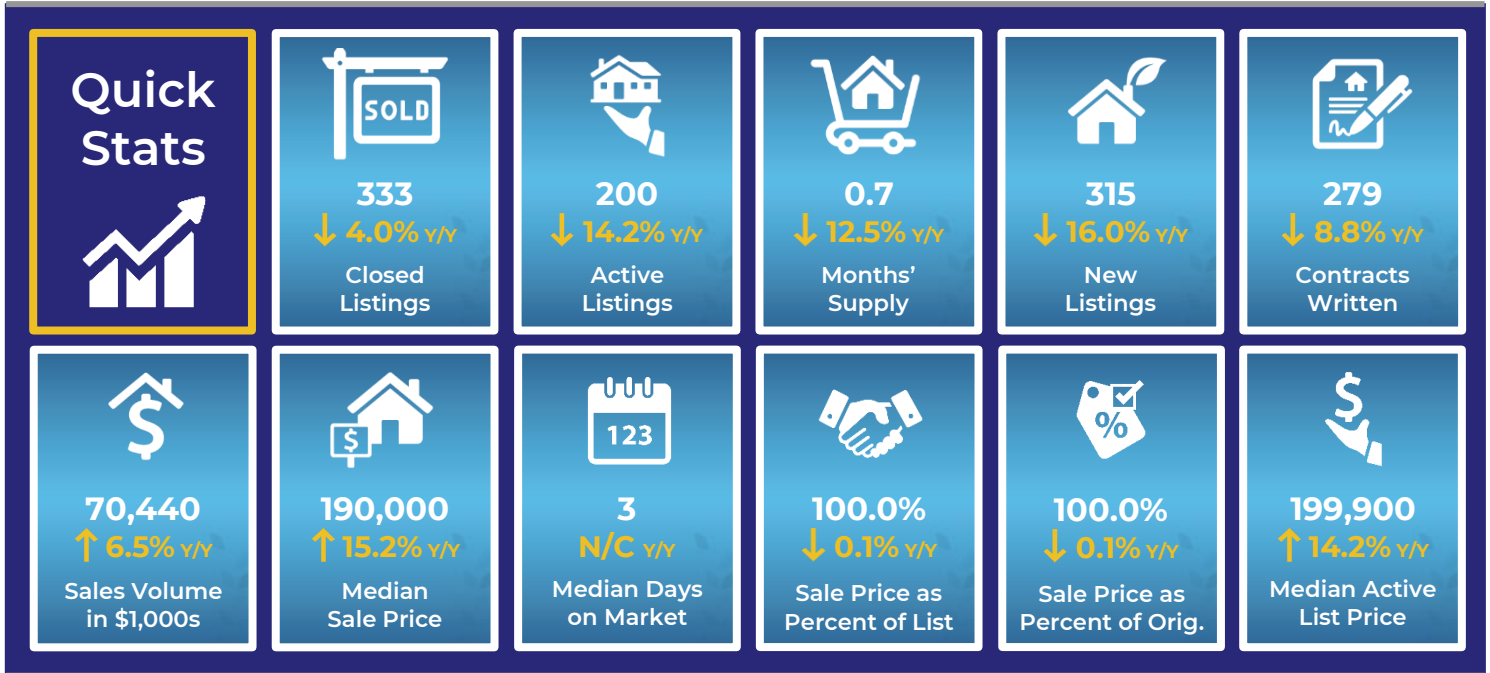 Quick
Stats
SOLD
333
↓ 4.0% Y/Y
Closed
Listings
200
↓ 14.2% Y/Y
Active
Listings
0.7
↓ 12.5% Y/Y
Months’
Supply
315
↓ 16.0% Y/Y
New
Listings
279
↓ 8.8% Y/Y
Contracts
Written
$
70,440
↑ 6.5% Y/Y
Sales Volume
in $1,000s
$
190,000
↑ 15.2% Y/Y
Median
Sale Price
123
3
N/C Y/Y
Median Days
on Market
100.0%
↓ 0.1% Y/Y
Sale Price as
Percent of List
%
100.0%
↓ 0.1% Y/Y
Sale Price as
Percent of Orig.
$
199,900
↑ 14.2% Y/Y
Median Active
List Price